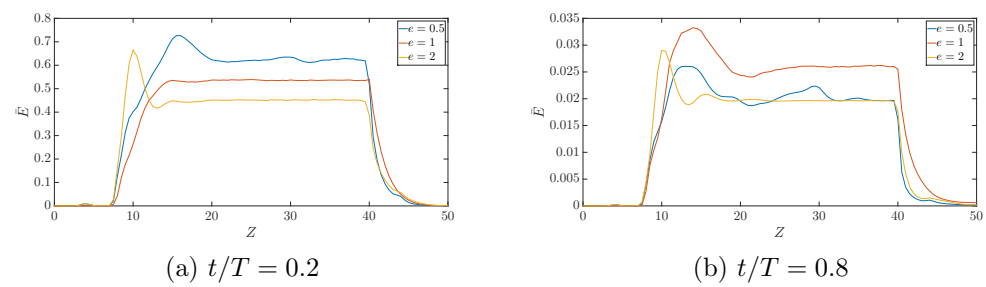 0.8
0.7
0.6
0.5
0.4
0.3
0.2
0.1
0
0 10 20 30 40 50
Ē
Z
e = 0.5
e = 1
e = 2
(a) t/T = 0.2
0.035
0.03
0.025
0.02
0.015
0.01
0.005
0
0 10 20 30 40 50
Ē
Z
e = 0.5
e = 1
e = 2
(b) t/T = 0.8